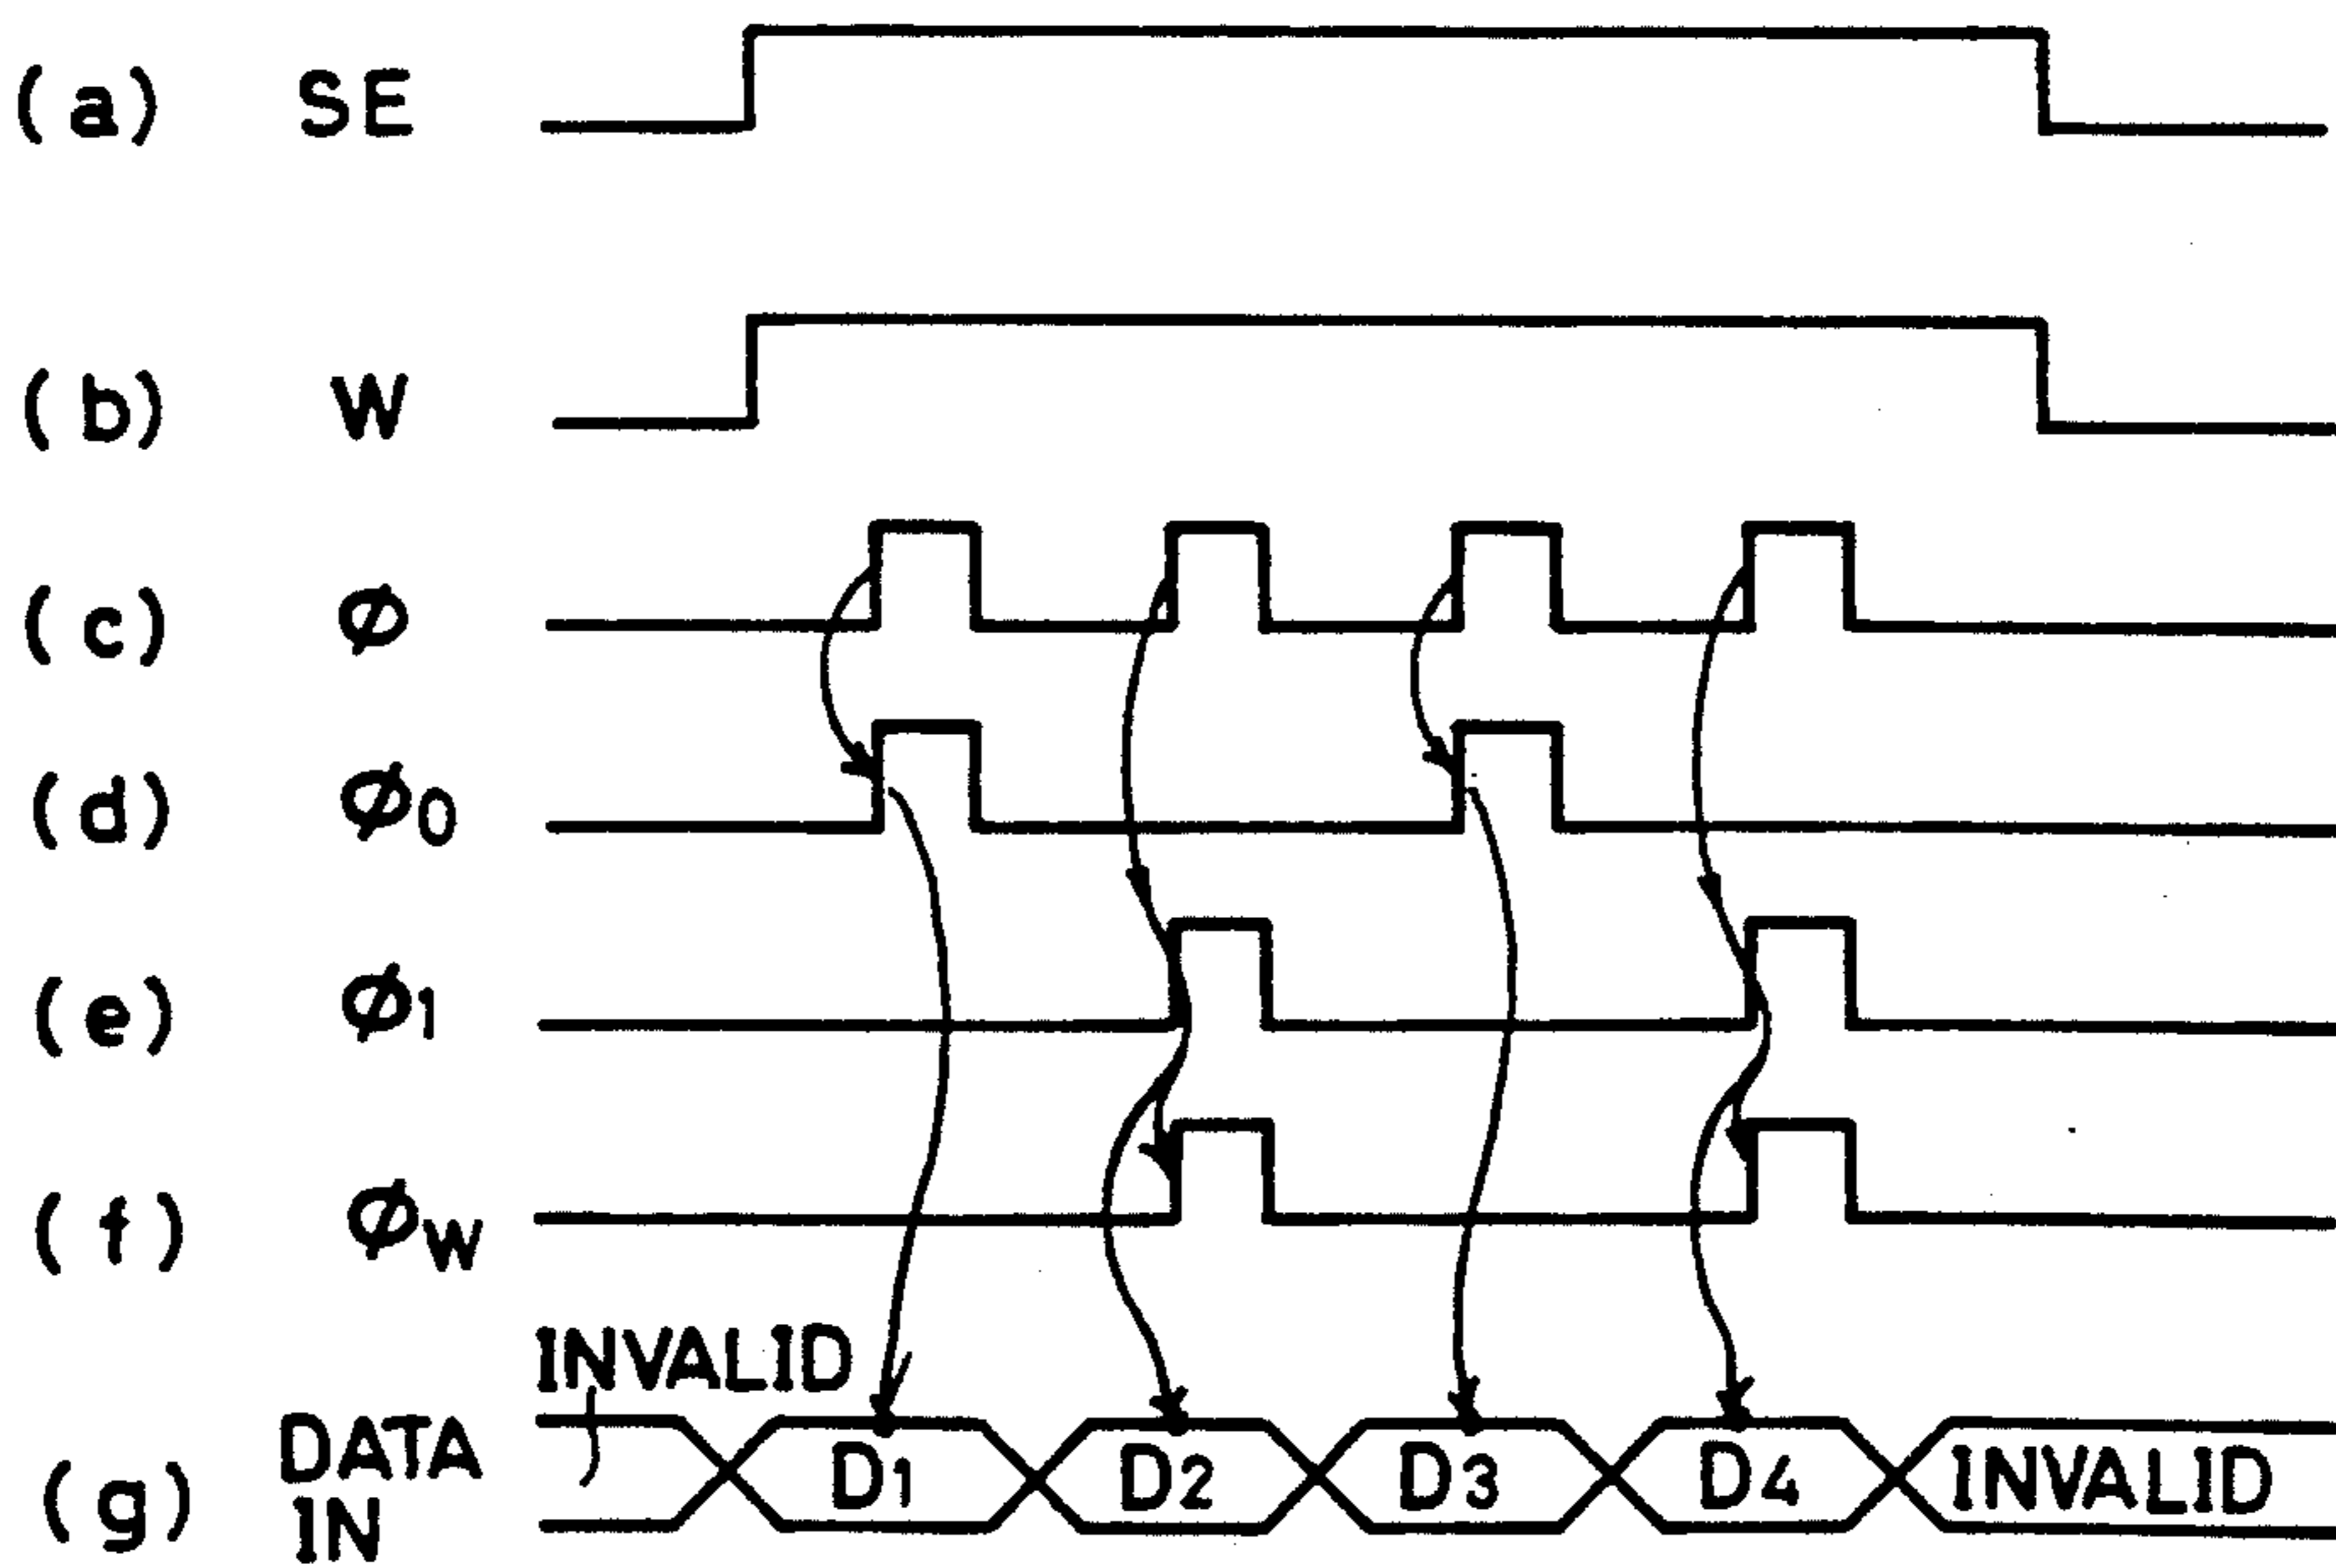 (a) SE
(b) W
(c) Ø
(d) Ø0
(e) Ø1
(f) ØW
INVALID
(g) DATA IN D1 D2 D3 D4 INVALID